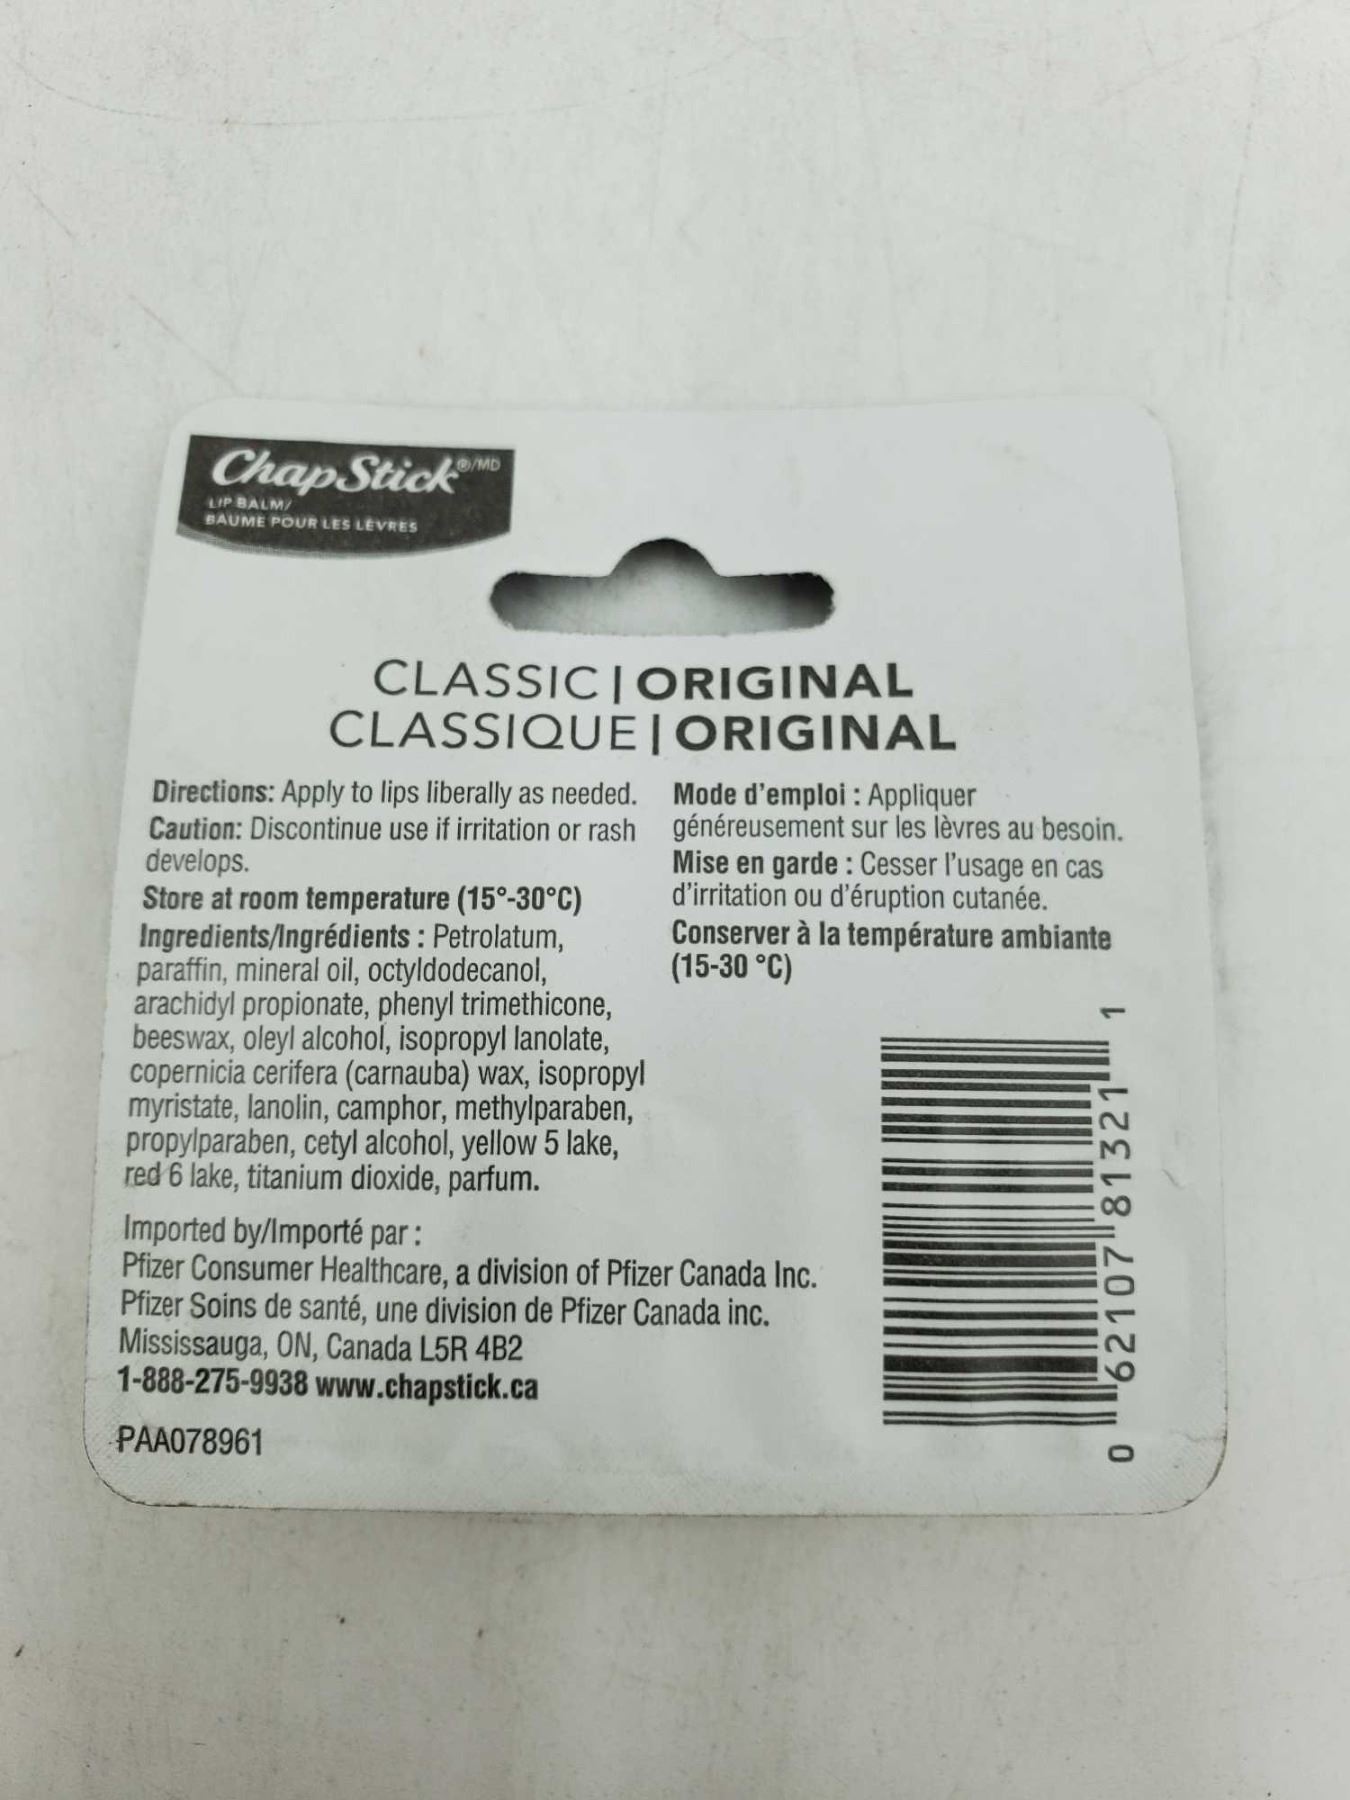 ChapStick®/MD
LIP BALM/
BAUME POUR LES LÈVRES
CLASSIC | ORIGINAL
CLASSIQUE | ORIGINAL
Directions: Apply to lips liberally as needed.
Caution: Discontinue use if irritation or rash
develops.
Store at room temperature (15°-30°C)
Ingredients/Ingrédients : Petrolatum,
paraffin, mineral oil, octyldodecanol,
arachidyl propionate, phenyl trimethicone,
beeswax, oleyl alcohol, isopropyl lanolate,
copernicia cerifera (carnauba) wax, isopropyl
myristate, lanolin, camphor, methylparaben,
propylparaben, cetyl alcohol, yellow 5 lake,
red 6 lake, titanium dioxide, parfum.
Mode d'emploi : Appliquer
généreusement sur les lèvres au besoin.
Mise en garde : Cesser l'usage en cas
d'irritation ou d'éruption cutanée.
Conserver à la température ambiante
(15-30 °C)
Imported by/Importé par :
Pfizer Consumer Healthcare, a division of Pfizer Canada Inc.
Pfizer Soins de santé, une division de Pfizer Canada inc.
Mississauga, ON, Canada L5R 4B2
1-888-275-9938 www.chapstick.ca
PAA078961
0 62107 81321 1